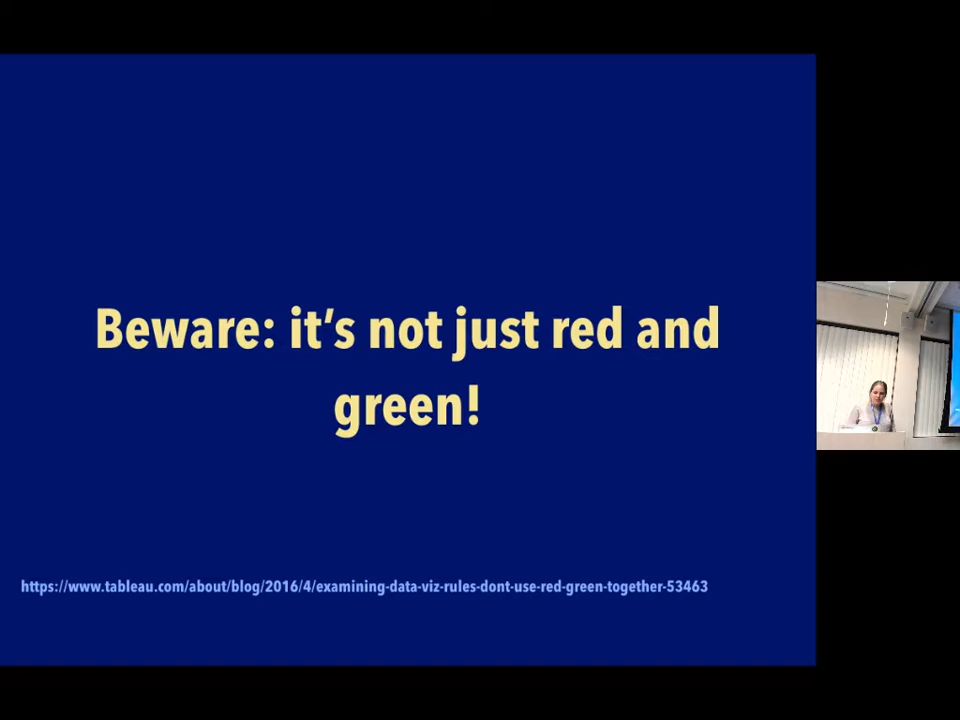 Beware: it’s not just red and
green!
https://www.tableau.com/about/blog/2016/4/examining-data-viz-rules-dont-use-red-green-together-53463